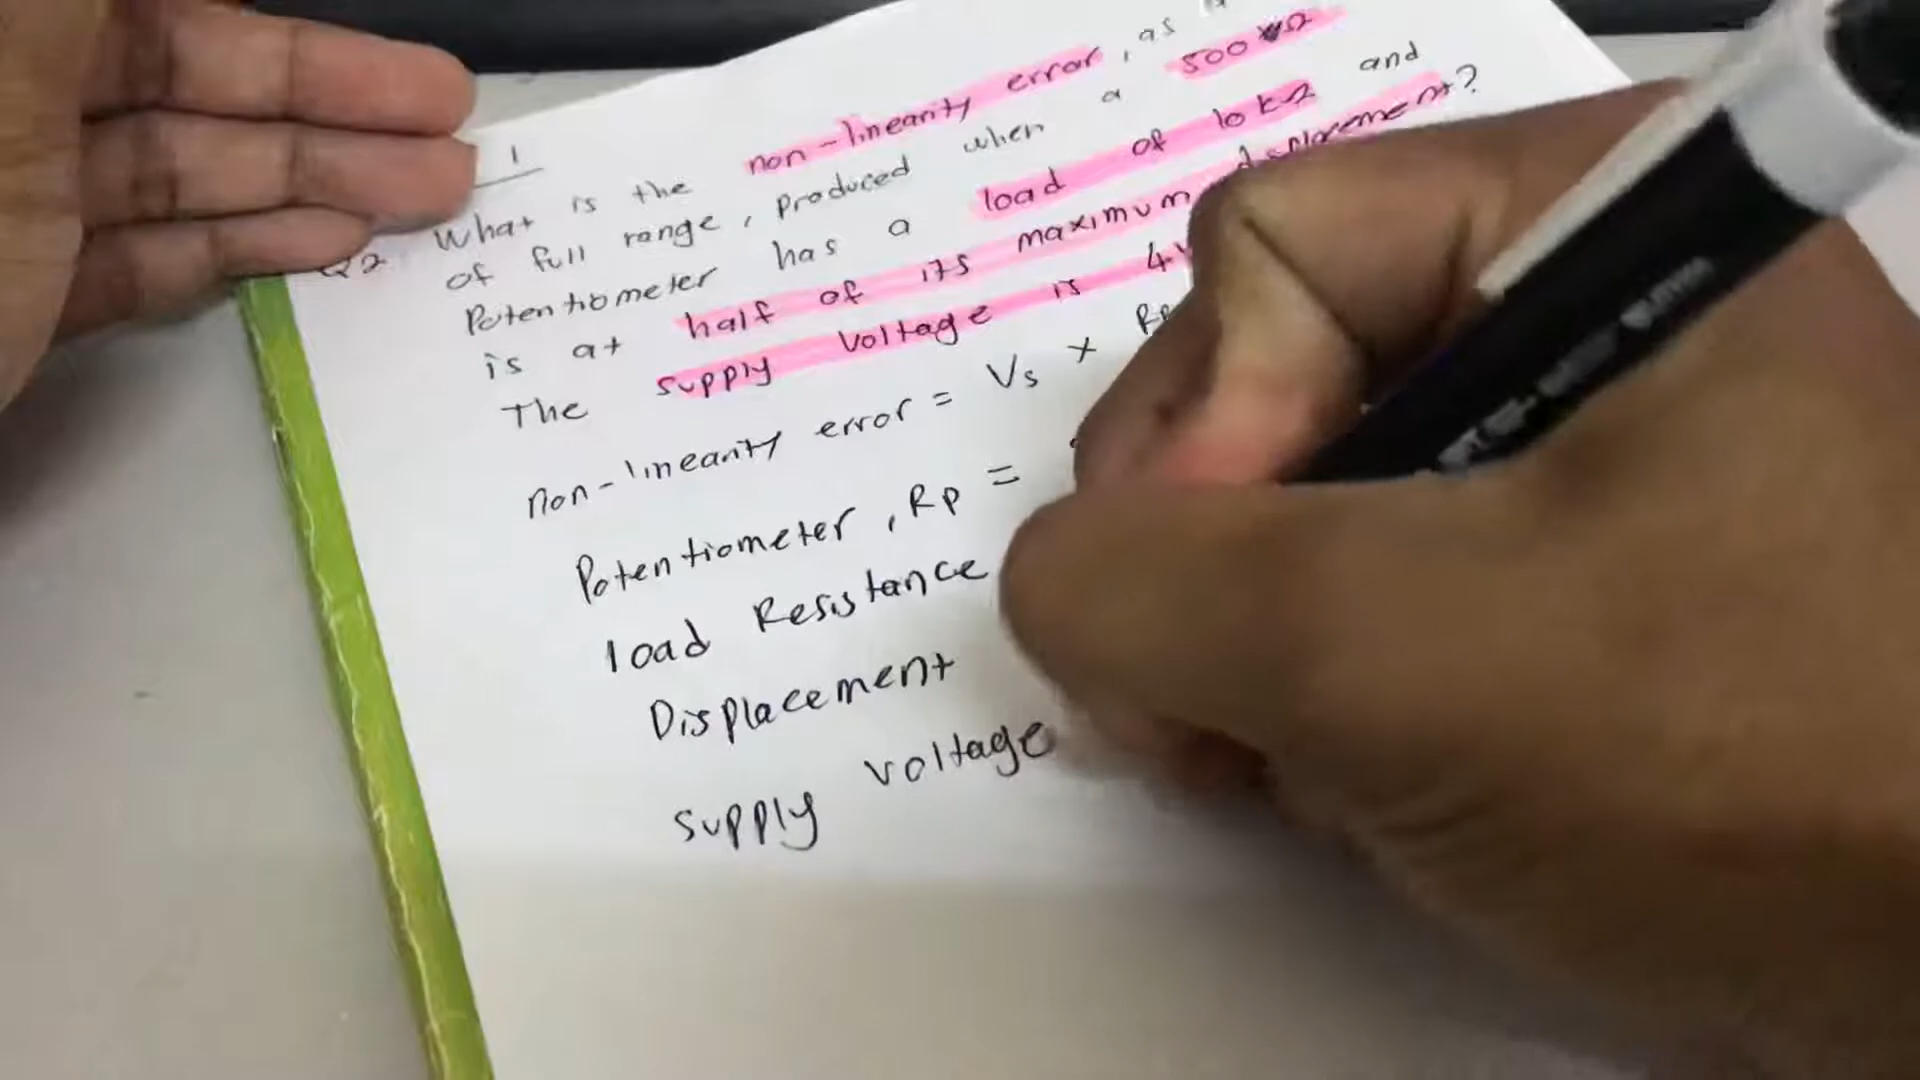 1
Q2 What is the non-linearity error, as
of full range, produced when a 500 Ω
Potentiometer has a load of 10 kΩ and
is at half of its maximum displacement?
The supply voltage is 4V
non-linearity error = Vs x Rp
Potentiometer, Rp =
load Resistance
Displacement
supply voltage